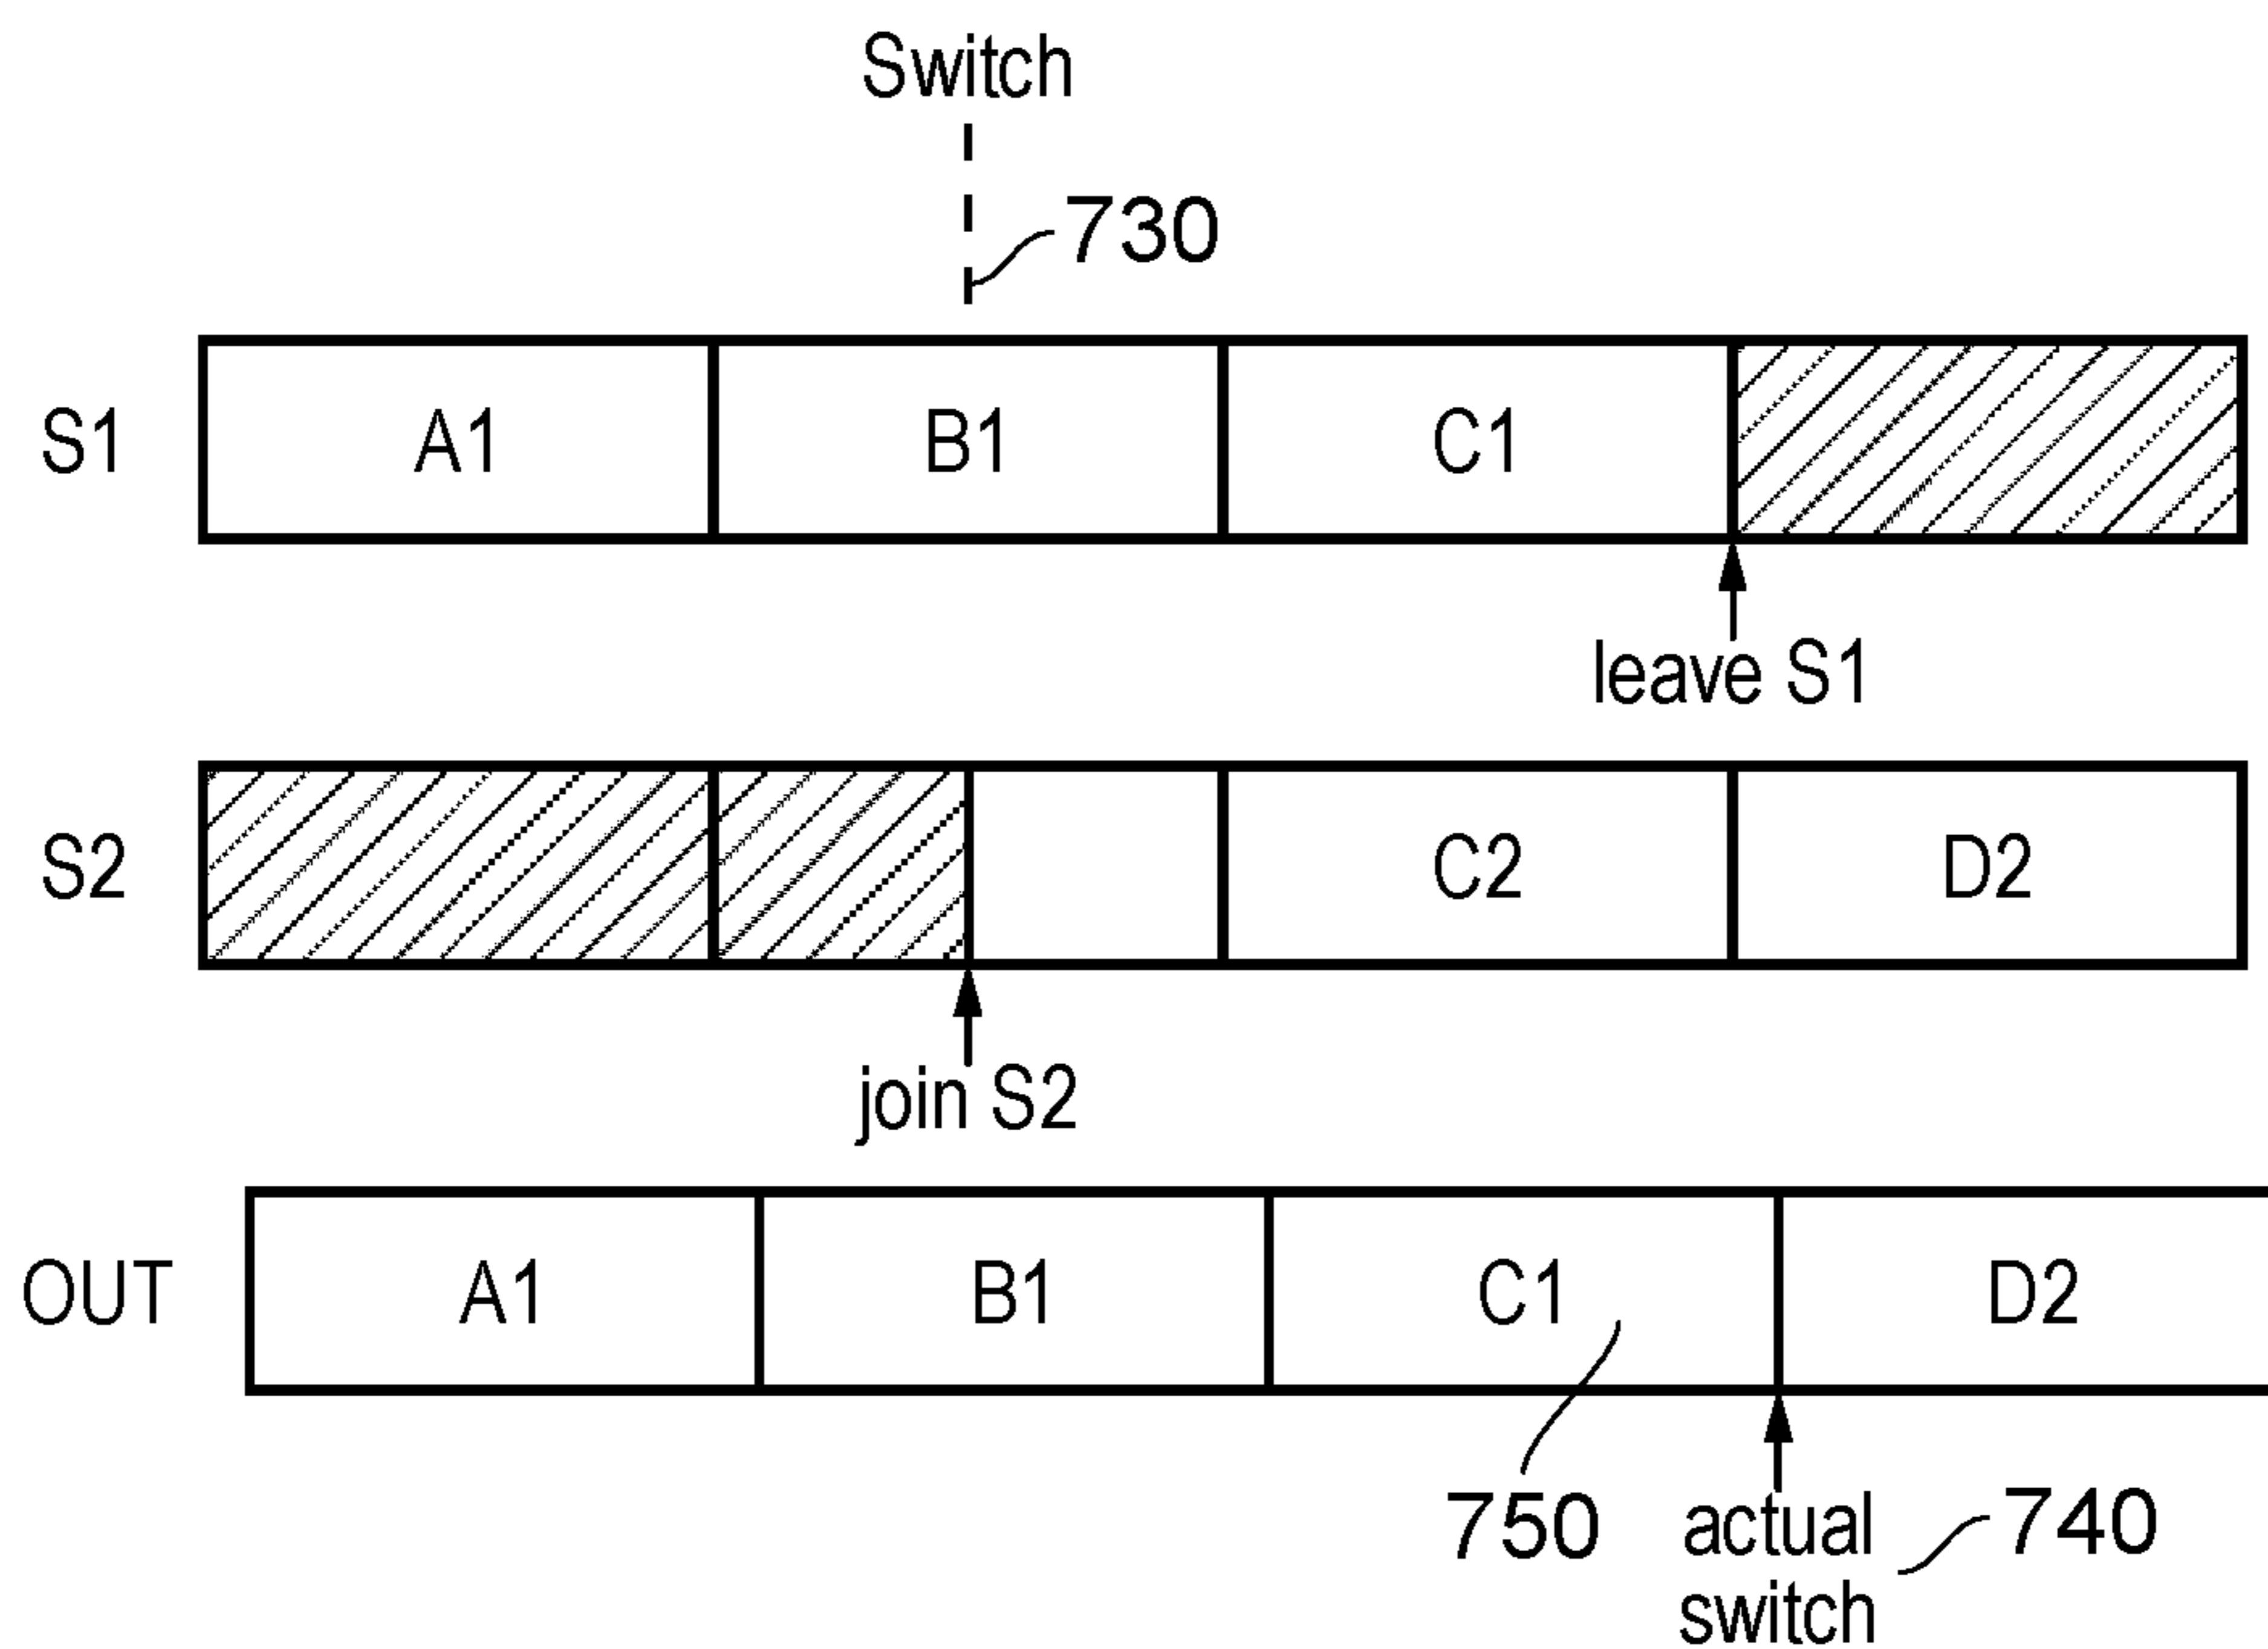 Switch
730
S1 A1 B1 C1
leave S1
S2 C2 D2
join S2
OUT A1 B1 C1 D2
750 actual 740
switch